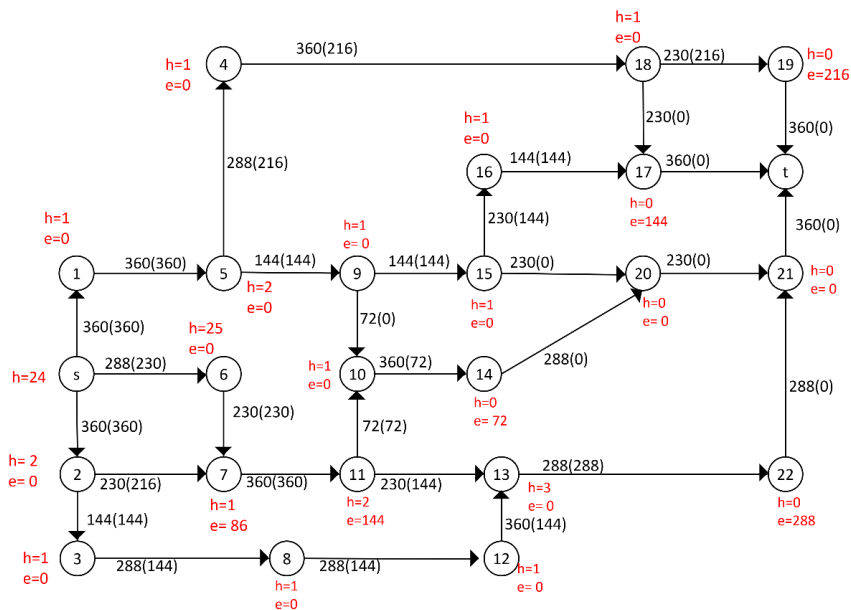 h=1
e=0
360(216)
230(216)
h=0
e=216
h=1
e=0
4
18
19
288(216)
230(0)
360(0)
h=1
e=0
16
144(144)
17
360(0)
t
h=0
e=144
230(144)
h=1
e=0
h=1
e= 0
360(0)
1
360(360)
5
144(144)
9
144(144)
15
230(0)
20
230(0)
21
h=2
e=0
h=1
e=0
h=0
e= 0
h=0
e= 0
360(360)
72(0)
h=25
e=0
h=24
s
288(230)
6
h=1
e=0
10
360(72)
14
288(0)
h=0
e= 72
288(0)
360(360)
230(230)
72(72)
h= 2
e= 0
2
230(216)
7
360(360)
11
230(144)
13
288(288)
22
h=1
e= 86
h=2
e=144
h=3
e= 0
h=0
e=288
144(144)
360(144)
h=1
e=0
3
288(144)
8
288(144)
12
h=1
e=0
h=1
e= 0